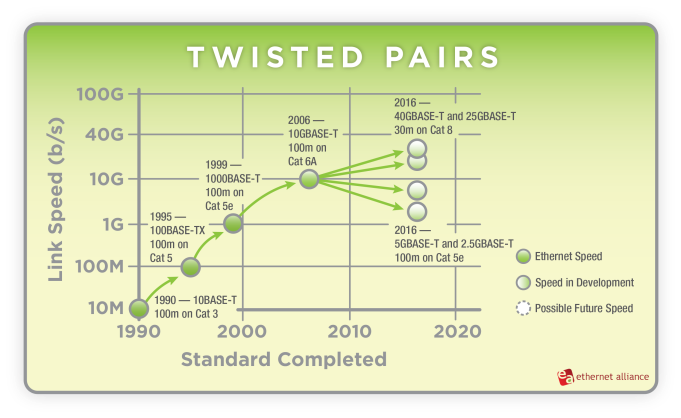 TWISTED PAIRS
Link Speed (b/s)
100G
40G
10G
1G
100M
10M
2016 —
40GBASE-T and 25GBASE-T
30m on Cat 8
2006 —
10GBASE-T
100m on
Cat 6A
1999 —
1000BASE-T
100m on
Cat 5e
1995 —
100BASE-TX
100m on
Cat 5
1990 — 10BASE-T
100m on Cat 3
2016 —
5GBASE-T and 2.5GBASE-T
100m on Cat 5e
Ethernet Speed
Speed in Development
Possible Future Speed
1990
2000
2010
2020
Standard Completed
ea ethernet alliance